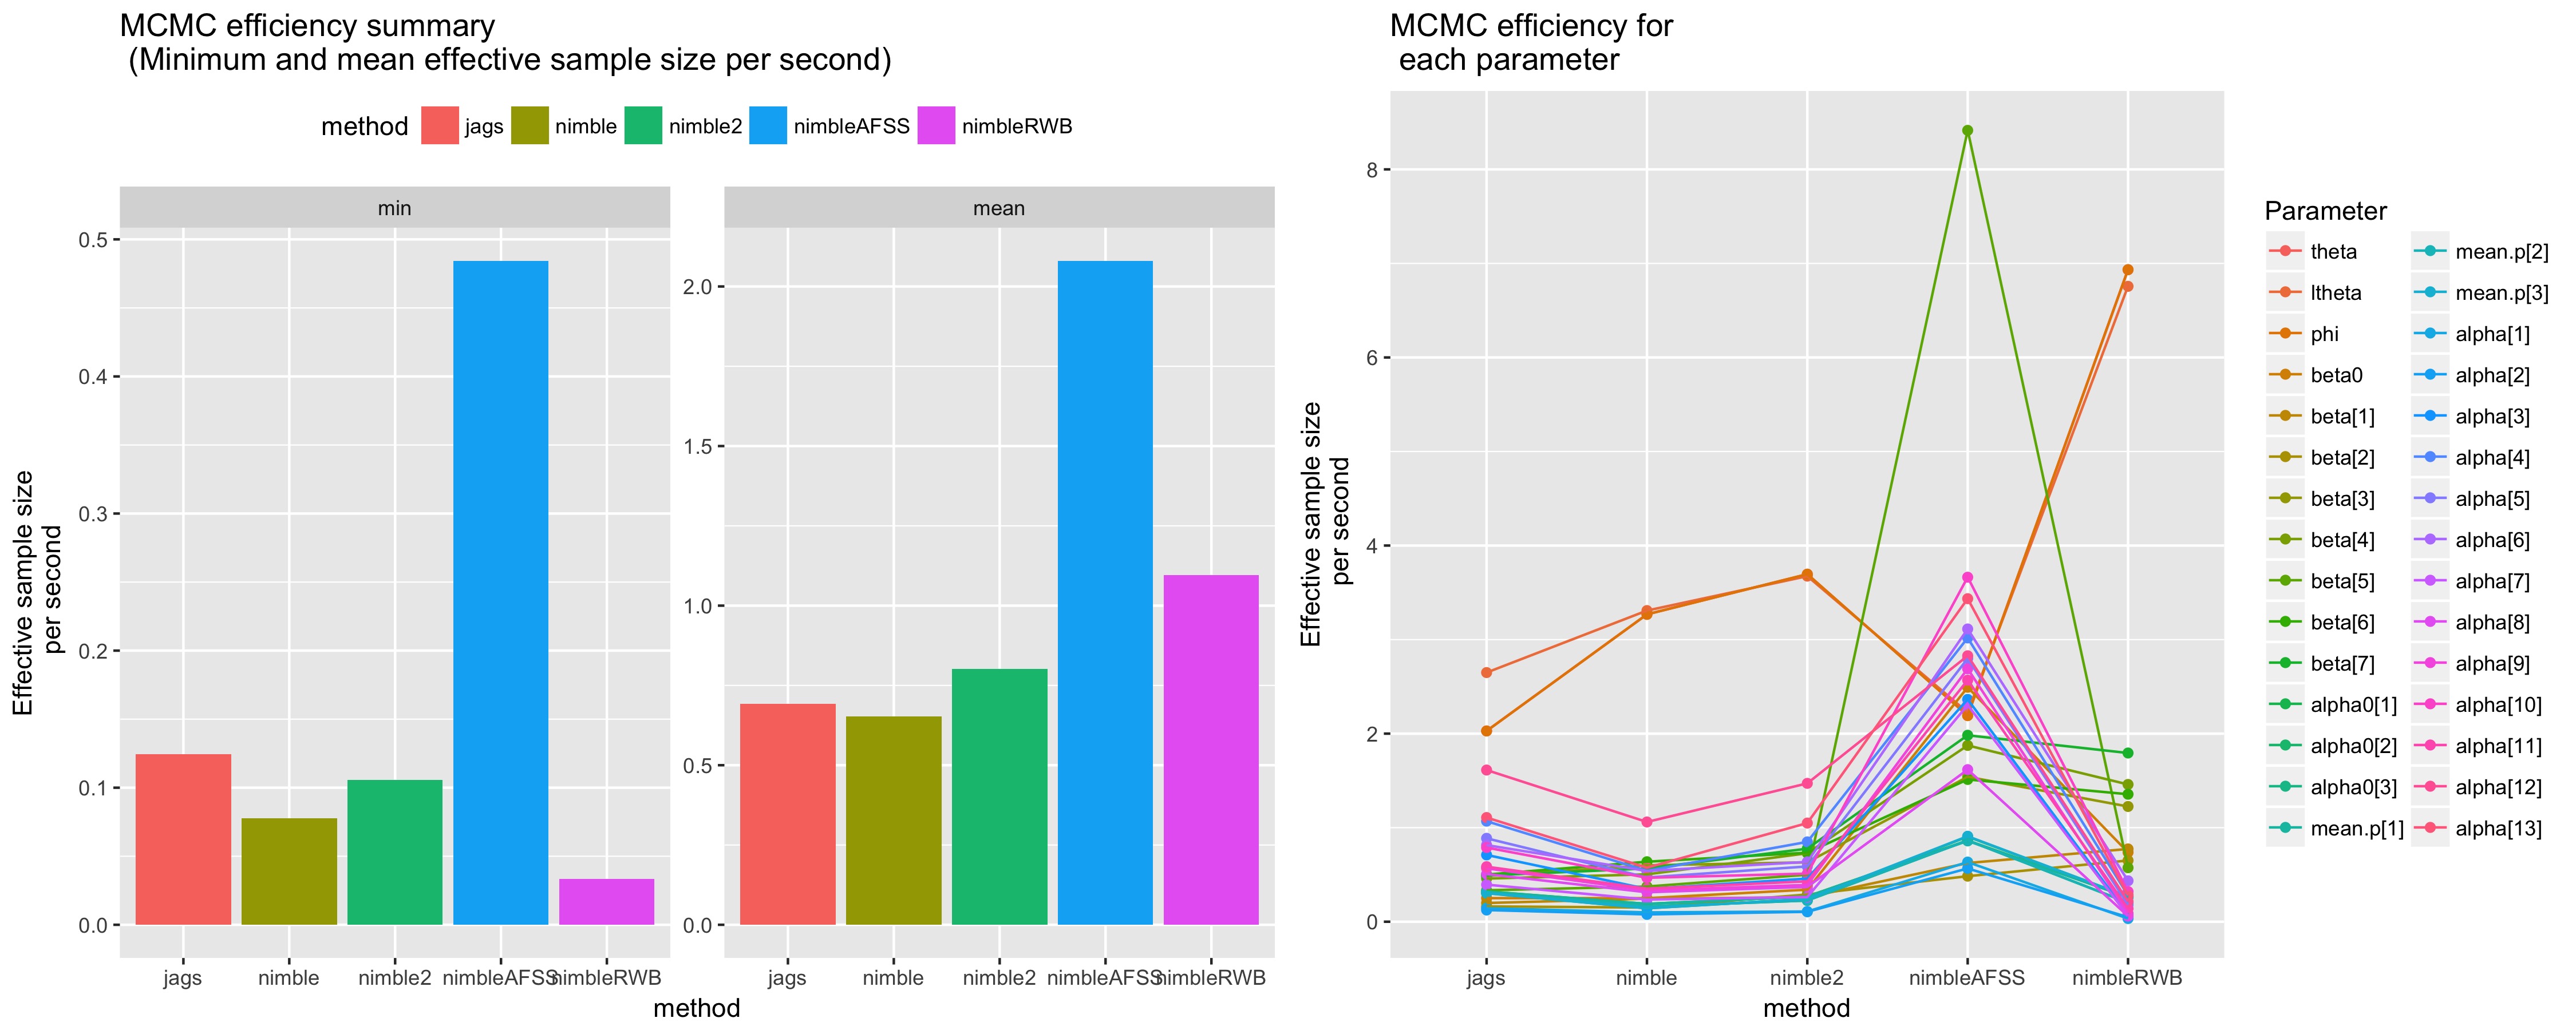 MCMC efficiency summary
(Minimum and mean effective sample size per second)
method jags nimble nimble2 nimbleAFSS nimbleRWB
min
mean
Effective sample size
per second
0.5
0.4
0.3
0.2
0.1
0.0
2.0
1.5
1.0
0.5
0.0
jags nimble nimble2 nimbleAFSS nimbleRWB
jags nimble nimble2 nimbleAFSS nimbleRWB
method
MCMC efficiency for
each parameter
Effective sample size
per second
8
6
4
2
0
jags nimble nimble2 nimbleAFSS nimbleRWB
method
Parameter
theta
ltheta
phi
beta0
beta[1]
beta[2]
beta[3]
beta[4]
beta[5]
beta[6]
beta[7]
alpha0[1]
alpha0[2]
alpha0[3]
mean.p[1]
mean.p[2]
mean.p[3]
alpha[1]
alpha[2]
alpha[3]
alpha[4]
alpha[5]
alpha[6]
alpha[7]
alpha[8]
alpha[9]
alpha[10]
alpha[11]
alpha[12]
alpha[13]